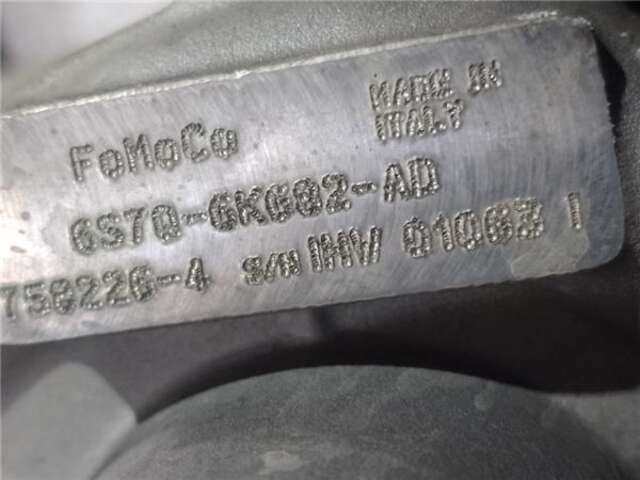 MADE IN
ITALY
FoMoCo
6S7Q-6K682-AD
758226-4 S/N IHW 01063 I